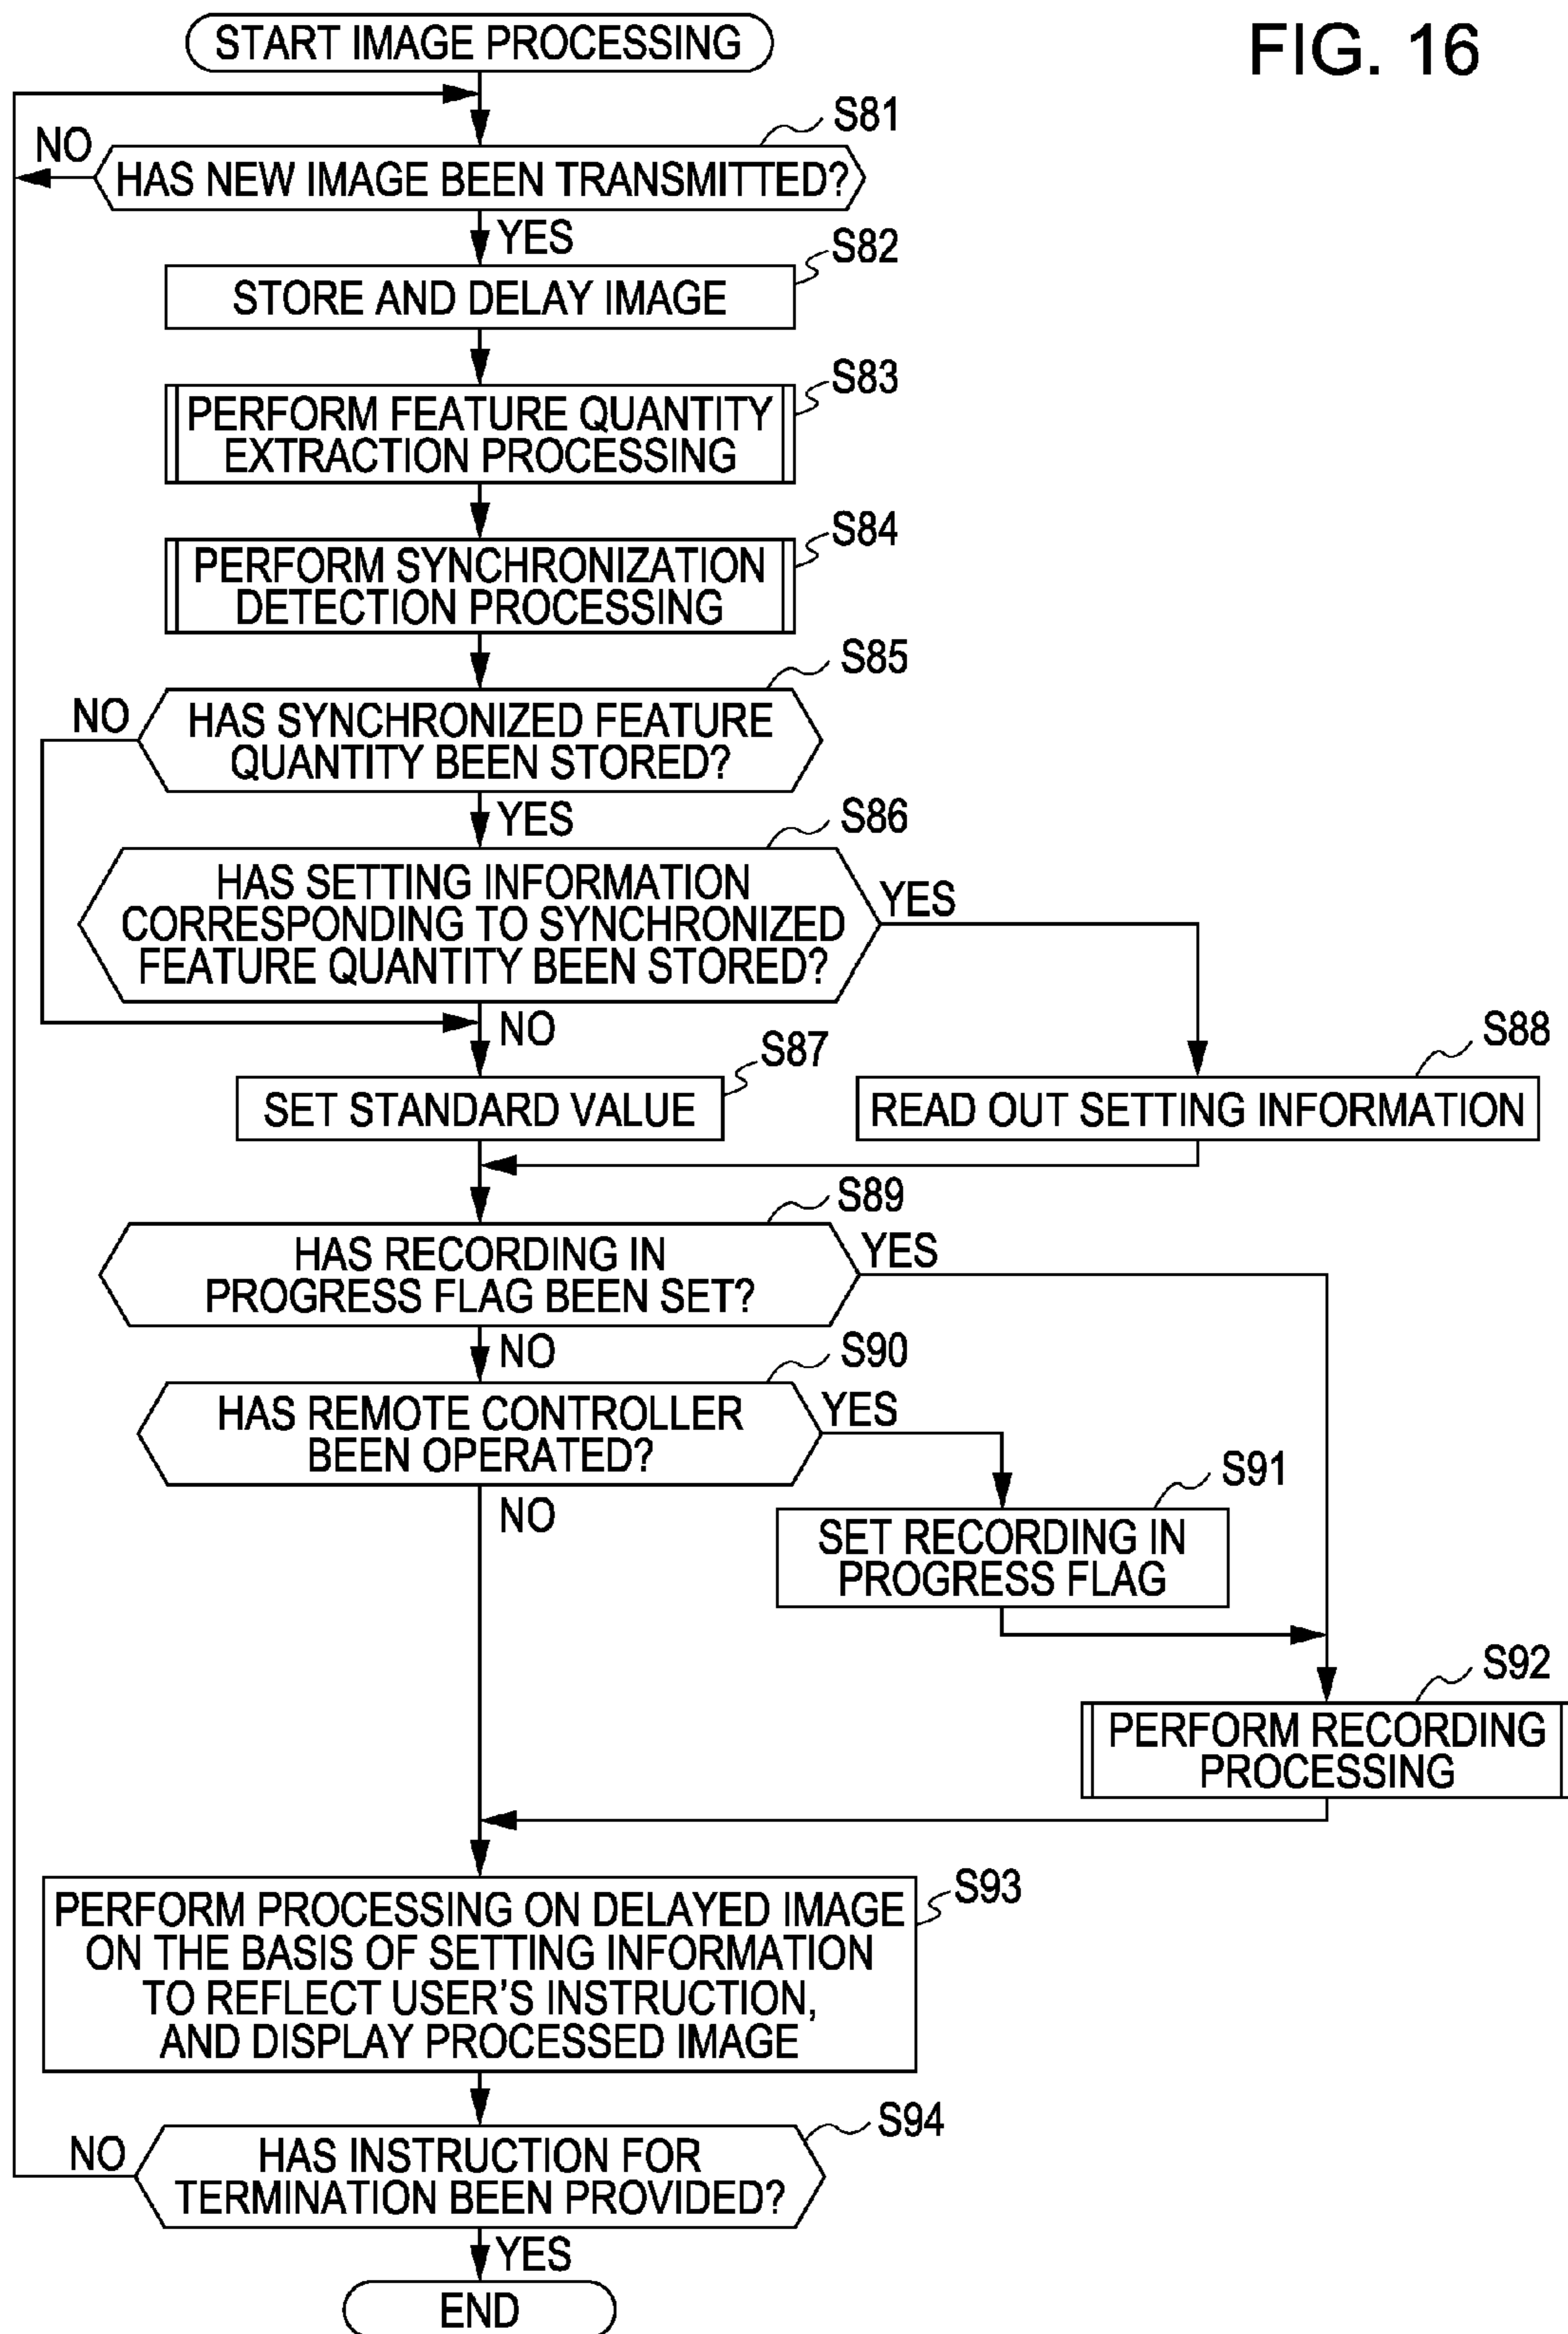 FIG. 16
START IMAGE PROCESSING
S81
NO
HAS NEW IMAGE BEEN TRANSMITTED?
YES
S82
STORE AND DELAY IMAGE
S83
PERFORM FEATURE QUANTITY
EXTRACTION PROCESSING
S84
PERFORM SYNCHRONIZATION
DETECTION PROCESSING
S85
NO
HAS SYNCHRONIZED FEATURE
QUANTITY BEEN STORED?
YES
S86
HAS SETTING INFORMATION
CORRESPONDING TO SYNCHRONIZED
FEATURE QUANTITY BEEN STORED?
YES
NO
S87
SET STANDARD VALUE
S88
READ OUT SETTING INFORMATION
S89
HAS RECORDING IN
PROGRESS FLAG BEEN SET?
YES
NO
S90
HAS REMOTE CONTROLLER
BEEN OPERATED?
YES
NO
S91
SET RECORDING IN
PROGRESS FLAG
S92
PERFORM RECORDING
PROCESSING
S93
PERFORM PROCESSING ON DELAYED IMAGE
ON THE BASIS OF SETTING INFORMATION
TO REFLECT USER'S INSTRUCTION,
AND DISPLAY PROCESSED IMAGE
S94
NO
HAS INSTRUCTION FOR
TERMINATION BEEN PROVIDED?
YES
END